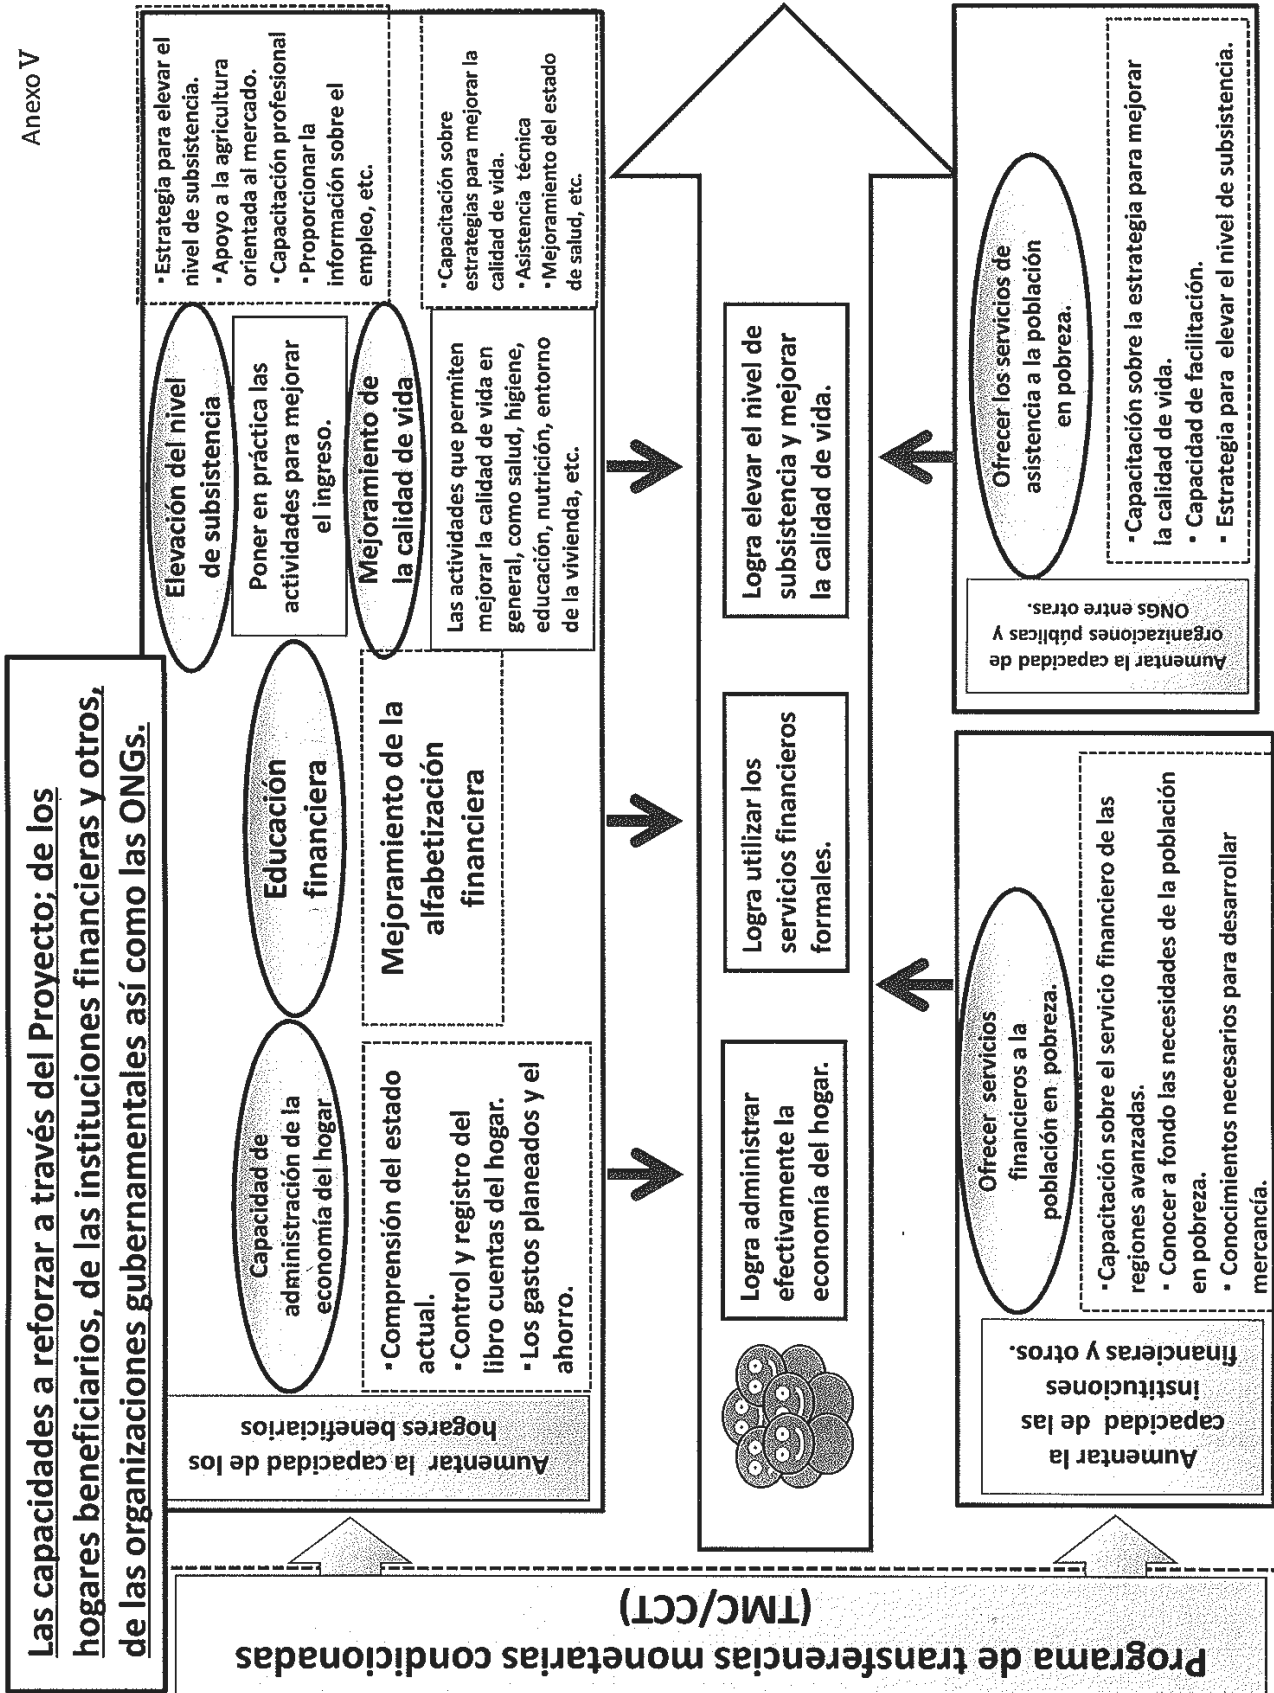 Anexo V
Las capacidades a reforzar a través del Proyecto; de los
hogares beneficiarios, de las instituciones financieras y otros,
de las organizaciones gubernamentales así como las ONGs.
Programa de transferencias monetarias condicionadas
(TMC/CCT)
Aumentar la capacidad de los
hogares beneficiarios
Capacidad de
administración de la
economía del hogar
•Comprensión del estado
actual.
•Control y registro del
libro cuentas del hogar.
•Los gastos planeados y el
ahorro.
Educación
financiera
Mejoramiento de la
alfabetización
financiera
Elevación del nivel
de subsistencia
Poner en práctica las
actividades para mejorar
el ingreso.
Mejoramiento de
la calidad de vida
Las actividades que permiten
mejorar la calidad de vida en
general, como salud, higiene,
educación, nutrición, entorno
de la vivienda, etc.
•Estrategia para elevar el
nivel de subsistencia.
•Apoyo a la agricultura
orientada al mercado.
•Capacitación profesional
•Proporcionar la
información sobre el
empleo, etc.
•Capacitación sobre
estrategias para mejorar la
calidad de vida.
•Asistencia técnica
•Mejoramiento del estado
de salud, etc.
Logra administrar
efectivamente la
economía del hogar.
Logra utilizar los
servicios financieros
formales.
Logra elevar el nivel de
subsistencia y mejorar
la calidad de vida.
Aumentar la
capacidad de las
instituciones
financieras y otros.
Ofrecer servicios
financieros a la
población en pobreza.
•Capacitación sobre el servicio financiero de las
regiones avanzadas.
•Conocer a fondo las necesidades de la población
en pobreza.
•Conocimientos necesarios para desarrollar
mercancía.
Aumentar la capacidad de
organizaciones públicas y
ONGs entre otras.
Ofrecer los servicios de
asistencia a la población
en pobreza.
•Capacitación sobre la estrategia para mejorar
la calidad de vida.
•Capacidad de facilitación.
•Estrategia para elevar el nivel de subsistencia.